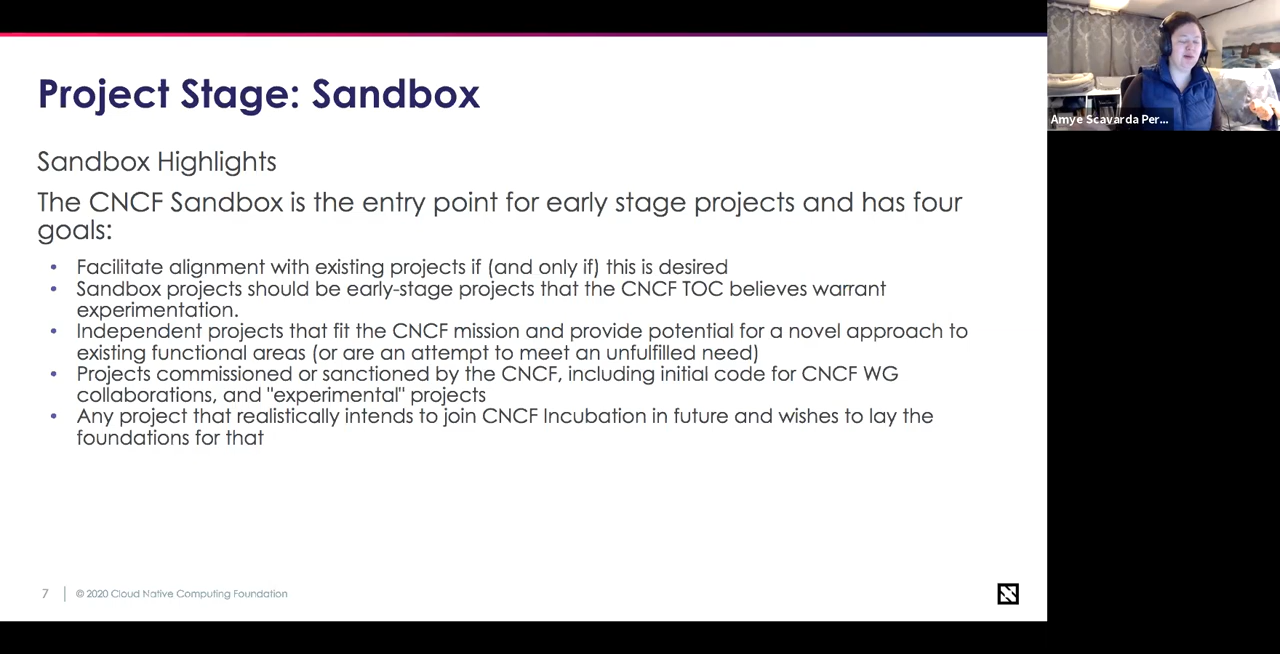 Project Stage: Sandbox
Sandbox Highlights
The CNCF Sandbox is the entry point for early stage projects and has four
goals:
• Facilitate alignment with existing projects if (and only if) this is desired
• Sandbox projects should be early-stage projects that the CNCF TOC believes warrant
experimentation.
• Independent projects that fit the CNCF mission and provide potential for a novel approach to
existing functional areas (or are an attempt to meet an unfulfilled need)
• Projects commissioned or sanctioned by the CNCF, including initial code for CNCF WG
collaborations, and "experimental" projects
• Any project that realistically intends to join CNCF Incubation in future and wishes to lay the
foundations for that
7 © 2020 Cloud Native Computing Foundation
Amye Scavarda Per...